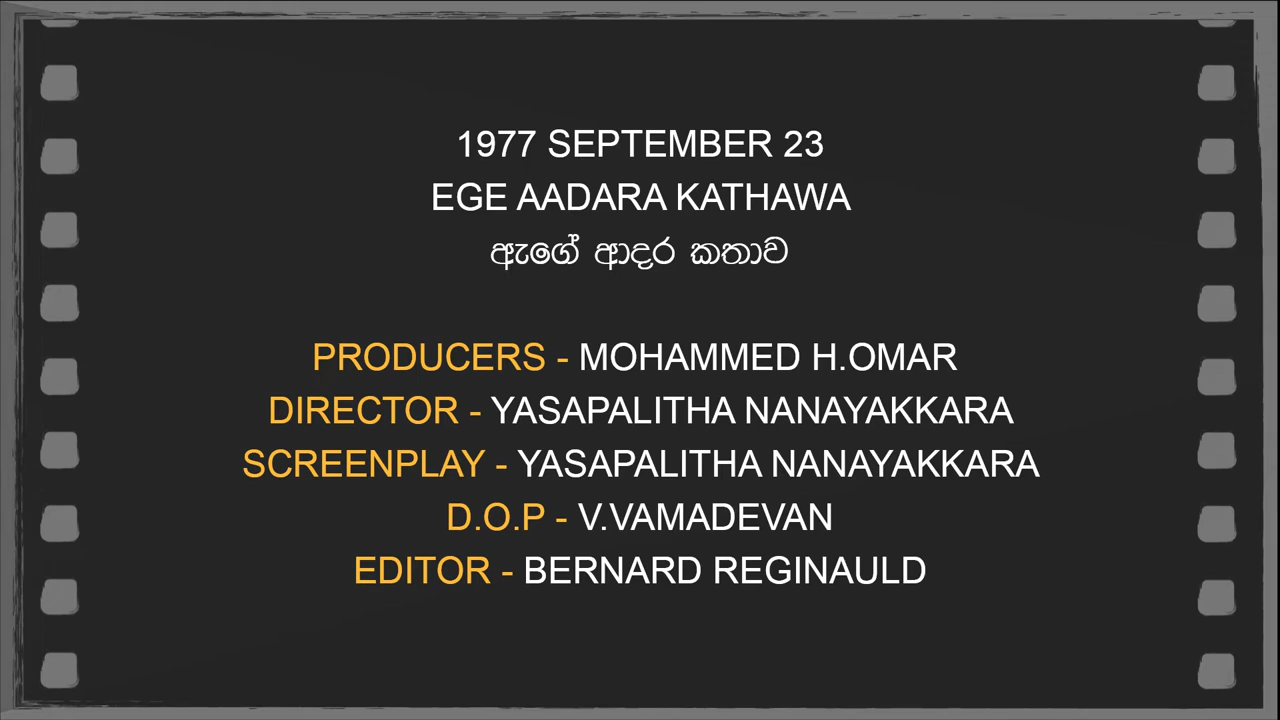 1977 SEPTEMBER 23
EGE AADARA KATHAWA
ඇගේ ආදර කතාව
PRODUCERS - MOHAMMED H.OMAR
DIRECTOR - YASAPALITHA NANAYAKKARA
SCREENPLAY - YASAPALITHA NANAYAKKARA
D.O.P - V.VAMADEVAN
EDITOR - BERNARD REGINAULD